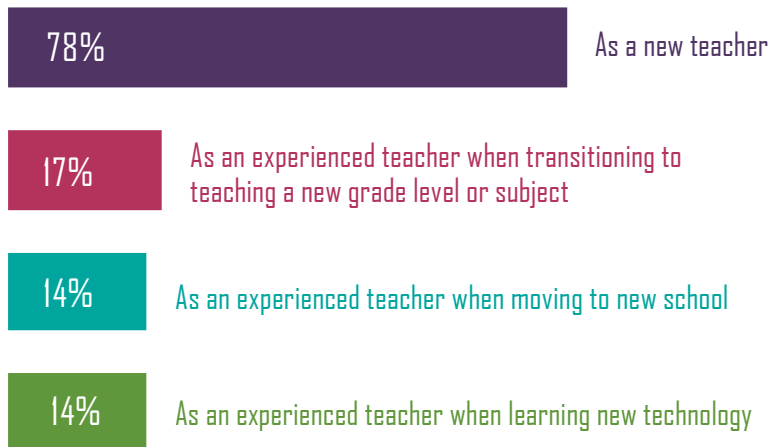 78%
As a new teacher
17%
As an experienced teacher when transitioning to
teaching a new grade level or subject
14%
As an experienced teacher when moving to new school
14%
As an experienced teacher when learning new technology